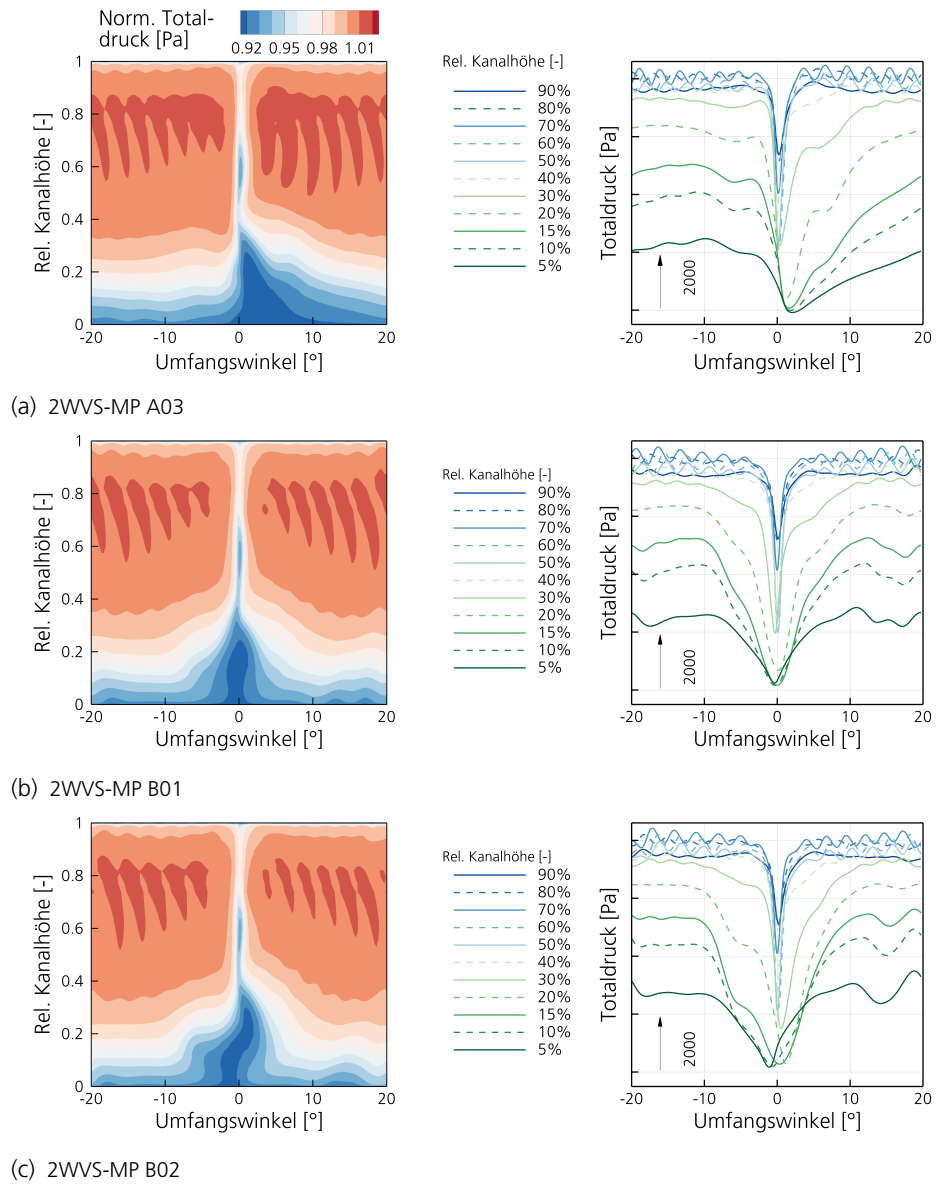 Norm. Total-
druck [Pa]
0.92 0.95 0.98 1.01
Rel. Kanalhöhe [-]
1
0.8
0.6
0.4
0.2
0
-20 -10 0 10 20
Umfangswinkel [°]
Rel. Kanalhöhe [-]
90%
80%
70%
60%
50%
40%
30%
20%
15%
10%
5%
Totaldruck [Pa]
2000
-20 -10 0 10 20
Umfangswinkel [°]
(a) 2WVS-MP A03
Rel. Kanalhöhe [-]
1
0.8
0.6
0.4
0.2
0
-20 -10 0 10 20
Umfangswinkel [°]
Rel. Kanalhöhe [-]
90%
80%
70%
60%
50%
40%
30%
20%
15%
10%
5%
Totaldruck [Pa]
2000
-20 -10 0 10 20
Umfangswinkel [°]
(b) 2WVS-MP B01
Rel. Kanalhöhe [-]
1
0.8
0.6
0.4
0.2
0
-20 -10 0 10 20
Umfangswinkel [°]
Rel. Kanalhöhe [-]
90%
80%
70%
60%
50%
40%
30%
20%
15%
10%
5%
Totaldruck [Pa]
2000
-20 -10 0 10 20
Umfangswinkel [°]
(c) 2WVS-MP B02